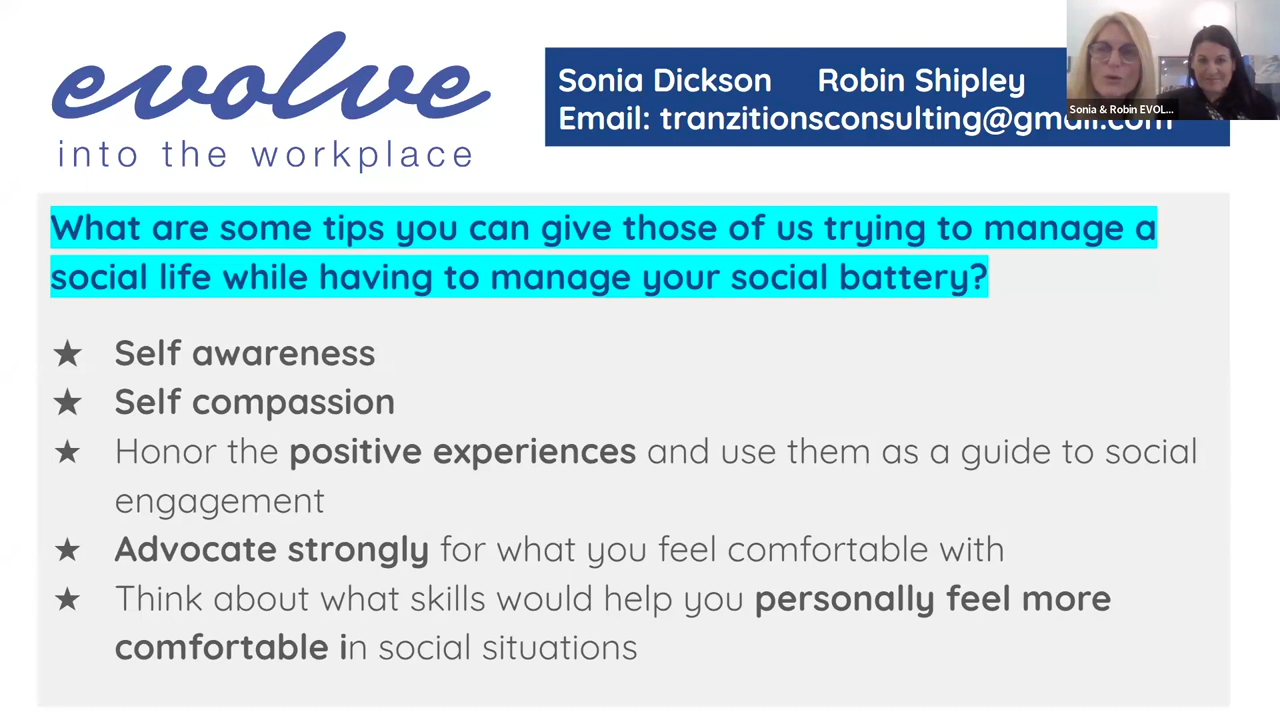 evolve
into the workplace
Sonia Dickson Robin Shipley
Email: tranzitionsconsulting@gmail.com
Sonia & Robin EVOL...
What are some tips you can give those of us trying to manage a
social life while having to manage your social battery?
★ Self awareness
★ Self compassion
★ Honor the positive experiences and use them as a guide to social
engagement
★ Advocate strongly for what you feel comfortable with
★ Think about what skills would help you personally feel more
comfortable in social situations